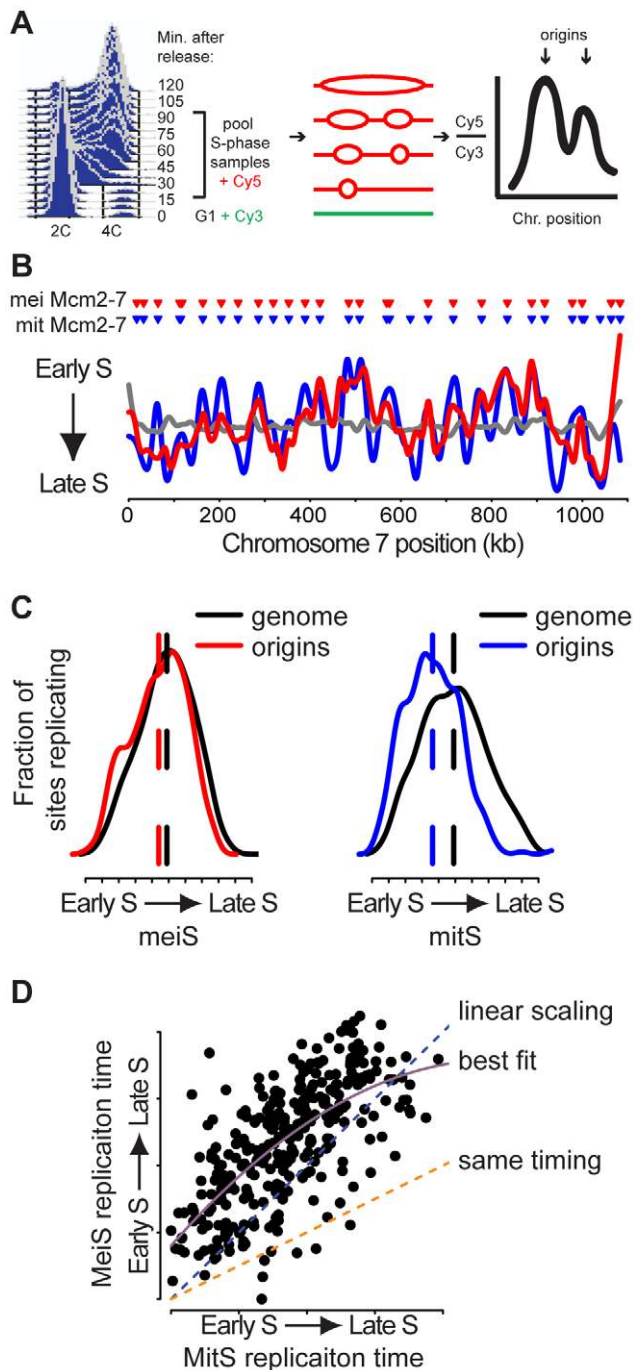 A
Min. after
release:
120
105
90
75
60
45
30
15
0
2C 4C
pool
S-phase
samples
+ Cy5
G1 + Cy3
Cy5
Cy3
origins
Chr. position
B
mei Mcm2-7
mit Mcm2-7
Early S
Late S
0 200 400 600 800 1000
Chromosome 7 position (kb)
C
genome
origins
genome
origins
Fraction of
sites replicating
Early S Late S
meiS
Early S Late S
mitS
D
linear scaling
best fit
same timing
MeiS replicaiton time
Early S Late S
Early S Late S
MitS replicaiton time